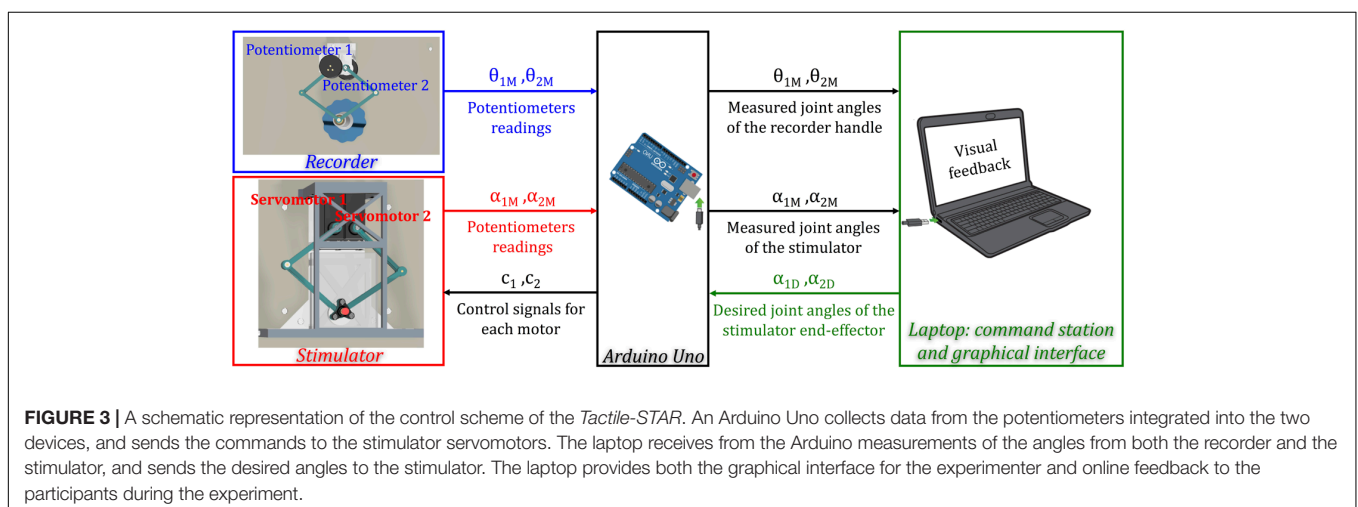 Potentiometer 1
Potentiometer 2
Recorder
Servomotor 1
Servomotor 2
Stimulator
θ1M ,θ2M
Potentiometers
readings
α1M ,α2M
Potentiometers
readings
c1 ,c2
Control signals for
each motor
Arduino Uno
θ1M ,θ2M
Measured joint angles
of the recorder handle
α1M ,α2M
Measured joint angles
of the stimulator
α1D ,α2D
Desired joint angles of the
stimulator end-effector
Visual
feedback
Laptop: command station
and graphical interface
FIGURE 3 | A schematic representation of the control scheme of the Tactile-STAR. An Arduino Uno collects data from the potentiometers integrated into the two
devices, and sends the commands to the stimulator servomotors. The laptop receives from the Arduino measurements of the angles from both the recorder and the
stimulator, and sends the desired angles to the stimulator. The laptop provides both the graphical interface for the experimenter and online feedback to the
participants during the experiment.